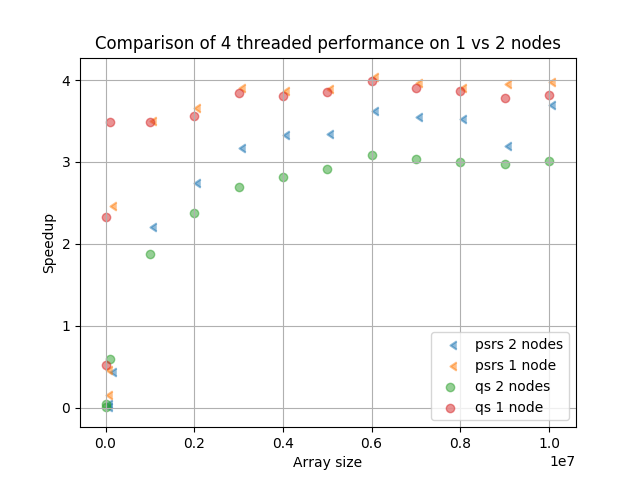 Comparison of 4 threaded performance on 1 vs 2 nodes
Speedup
4
3
2
1
0
psrs 2 nodes
psrs 1 node
qs 2 nodes
qs 1 node
0.0 0.2 0.4 0.6 0.8 1.0
1e7
Array size